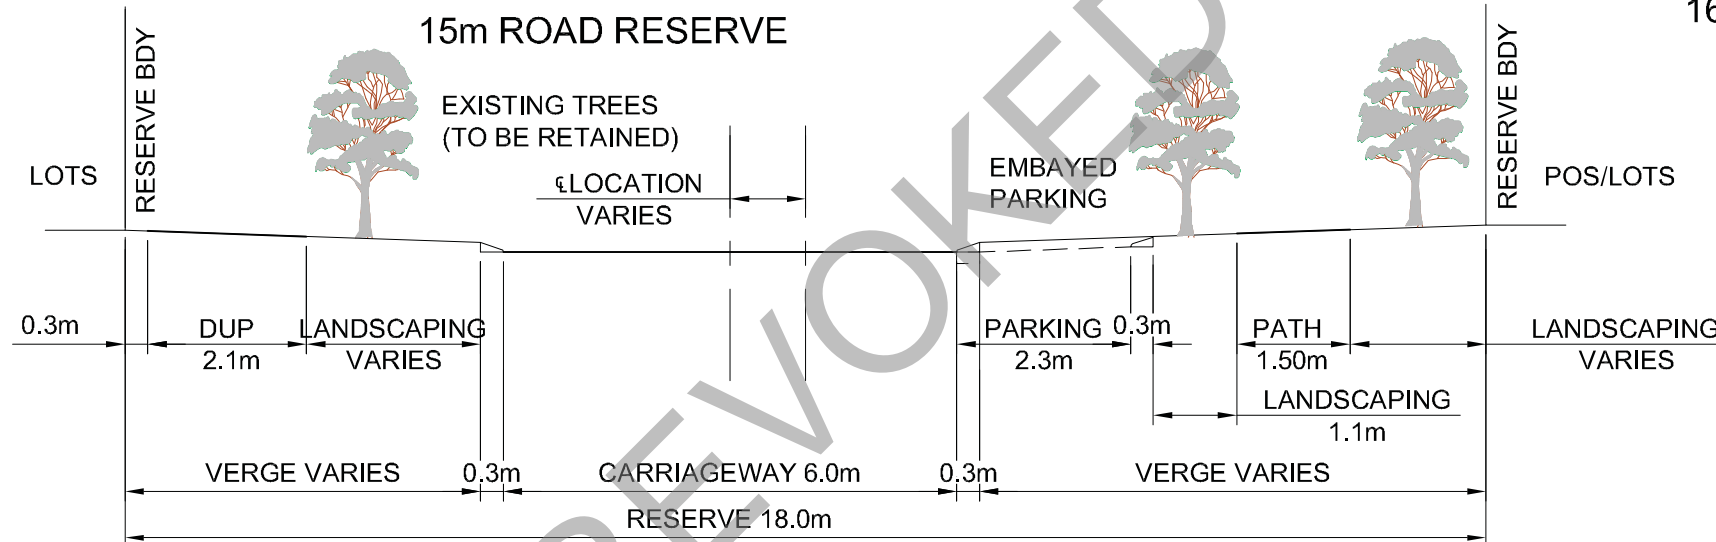 15m ROAD RESERVE
16
RESERVE BDY
RESERVE BDY
EXISTING TREES
(TO BE RETAINED)
LOTS
℄LOCATION
VARIES
EMBAYED
PARKING
POS/LOTS
0.3m
DUP
2.1m
LANDSCAPING
VARIES
PARKING
2.3m
0.3m
PATH
1.50m
LANDSCAPING
VARIES
LANDSCAPING
1.1m
VERGE VARIES
0.3m
CARRIAGEWAY 6.0m
0.3m
VERGE VARIES
RESERVE 18.0m
REVOKED